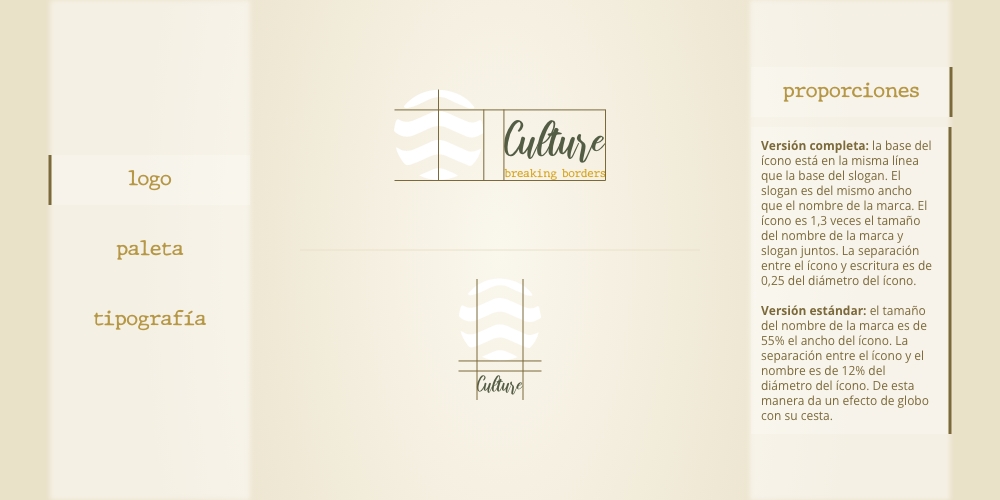 logo
paleta
tipografía
Culture
breaking borders
Culture
proporciones
Versión completa: la base del
ícono está en la misma línea
que la base del slogan. El
slogan es del mismo ancho
que el nombre de la marca. El
ícono es 1,3 veces el tamaño
del nombre de la marca y
slogan juntos. La separación
entre el ícono y escritura es de
0,25 del diámetro del ícono.
Versión estándar: el tamaño
del nombre de la marca es de
55% el ancho del ícono. La
separación entre el ícono y el
nombre es de 12% del
diámetro del ícono. De esta
manera da un efecto de globo
con su cesta.